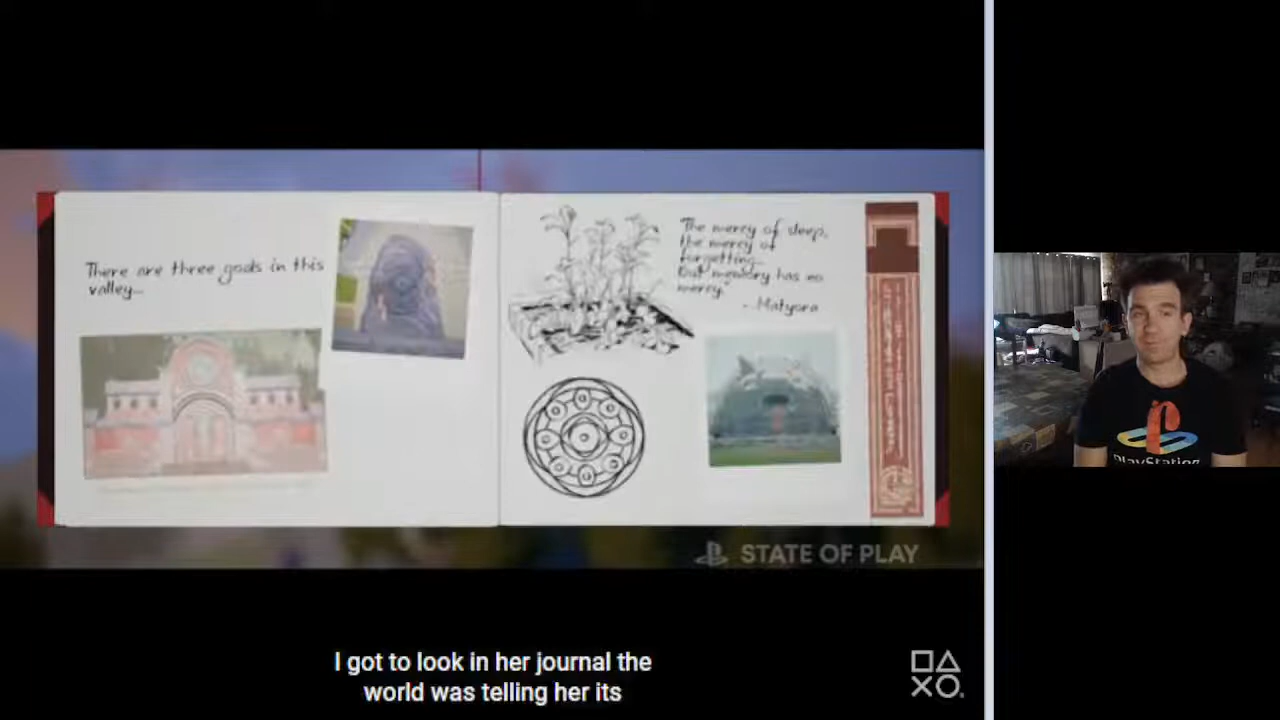 There are three gods in this
valley...
"The mercy of sleep,
the mercy of
forgetting...
But memory has no
mercy."
-- Matyora
STATE OF PLAY
PlayStation
I got to look in her journal the
world was telling her its